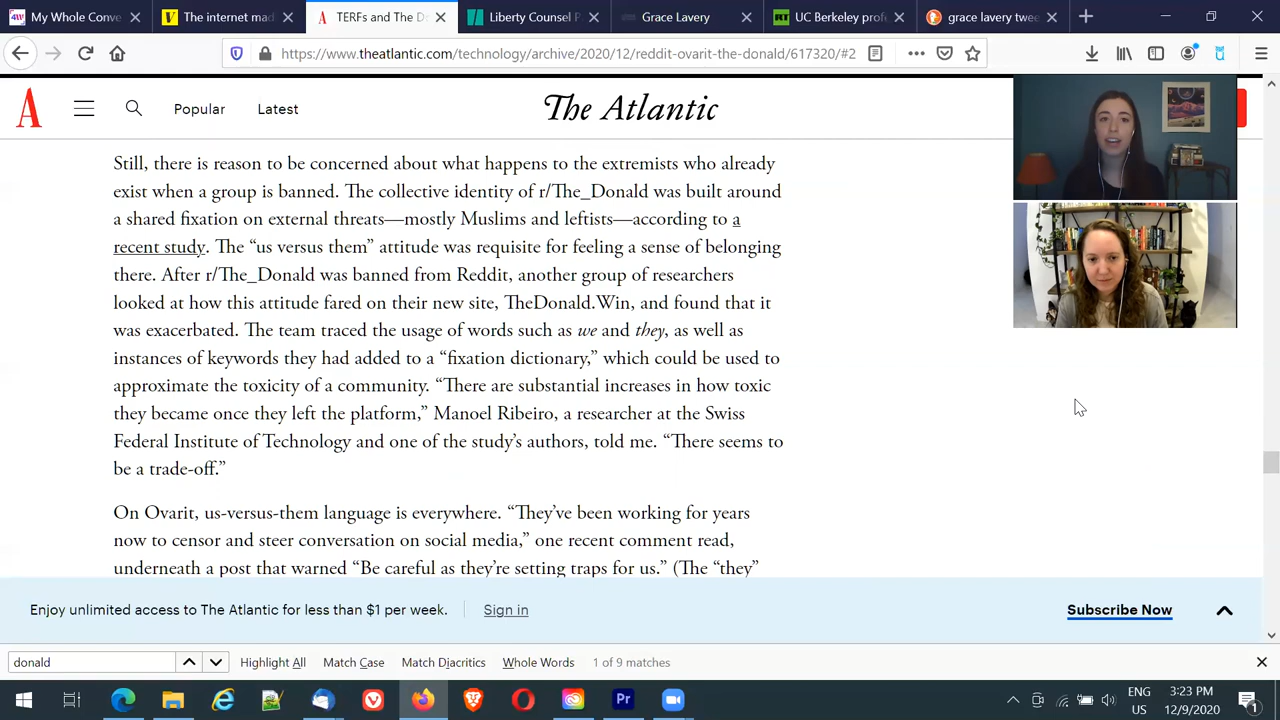 My Whole Conve
The internet mad
TERFs and The D
Liberty Counsel P
Grace Lavery
UC Berkeley prof
grace lavery twee
https://www.theatlantic.com/technology/archive/2020/12/reddit-ovarit-the-donald/617320/#2
Popular
Latest
The Atlantic
Still, there is reason to be concerned about what happens to the extremists who already
exist when a group is banned. The collective identity of r/The_Donald was built around
a shared fixation on external threats—mostly Muslims and leftists—according to a
recent study. The “us versus them” attitude was requisite for feeling a sense of belonging
there. After r/The_Donald was banned from Reddit, another group of researchers
looked at how this attitude fared on their new site, TheDonald.Win, and found that it
was exacerbated. The team traced the usage of words such as we and they, as well as
instances of keywords they had added to a “fixation dictionary,” which could be used to
approximate the toxicity of a community. “There are substantial increases in how toxic
they became once they left the platform,” Manoel Ribeiro, a researcher at the Swiss
Federal Institute of Technology and one of the study’s authors, told me. “There seems to
be a trade-off.”
On Ovarit, us-versus-them language is everywhere. “They’ve been working for years
now to censor and steer conversation on social media,” one recent comment read,
underneath a post that warned “Be careful as they’re setting traps for us.” (The “they”
Enjoy unlimited access to The Atlantic for less than $1 per week.
Sign in
Subscribe Now
donald
Highlight All
Match Case
Match Diacritics
Whole Words
1 of 9 matches
ENG
US
3:23 PM
12/9/2020